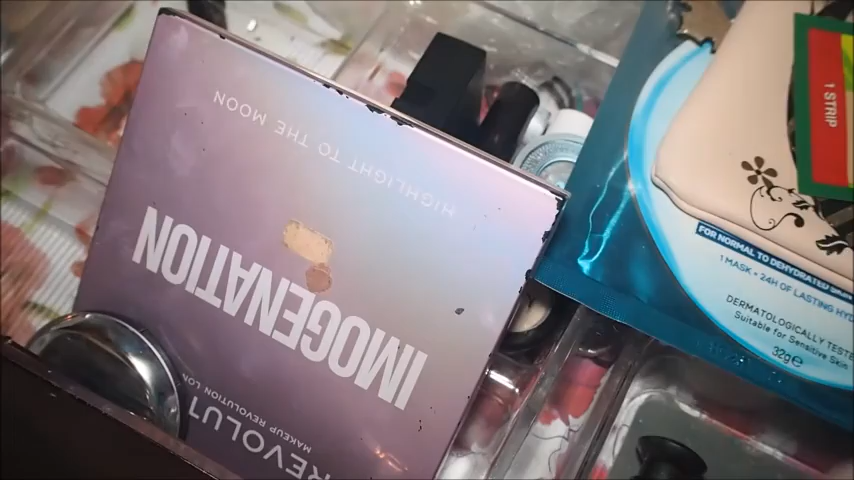 HIGHLIGHT TO THE MOON
IMOGENATION
REVOLUT
MAKEUP REVOLUTION LON
1 STRIP
FOR NORMAL TO DEHYDRATED SKIN
1 MASK = 24H OF LASTING HYD
DERMATOLOGICALLY TESTE
Suitable for Sensitive Skin
32g e